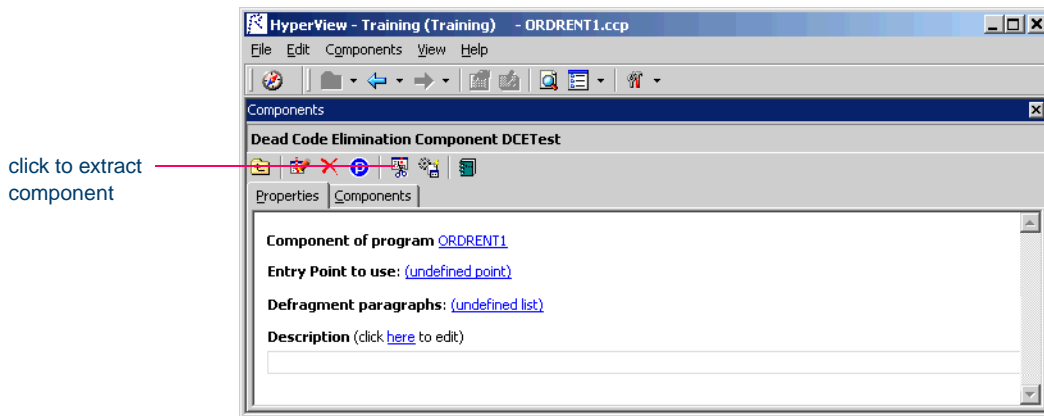 HyperView - Training (Training) - ORDRENT1.ccp
File Edit Components View Help
Components
Dead Code Elimination Component DCETest
click to extract
component
Properties Components
Component of program ORDRENT1
Entry Point to use: (undefined point)
Defragment paragraphs: (undefined list)
Description (click here to edit)